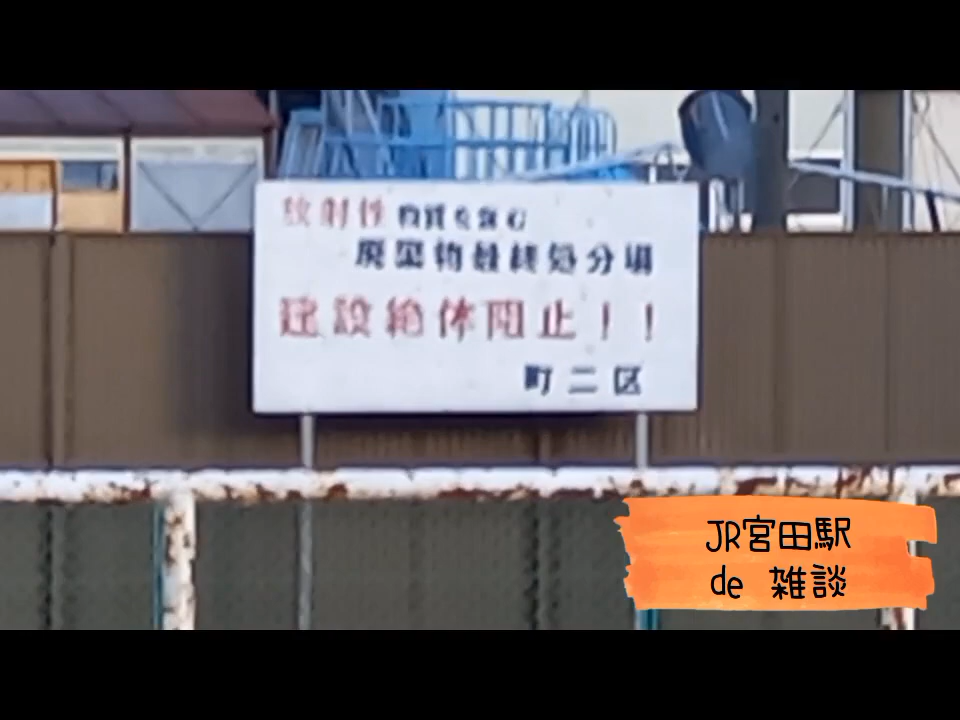 放射性物質を含む
廃棄物最終処分場
建設絶体阻止！！
町二区
JR宮田駅
de 雑談